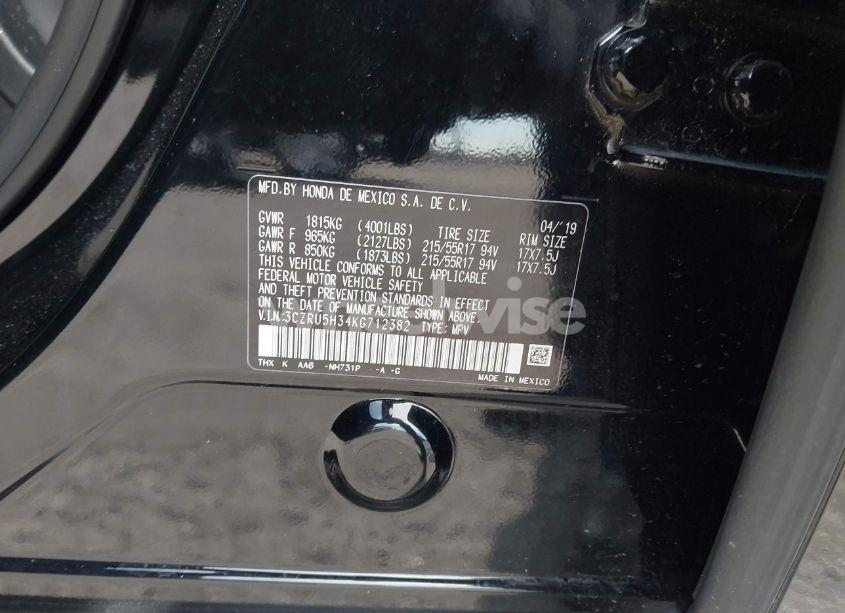 MFD.BY HONDA DE MEXICO S.A. DE C.V.
04/'19
GVWR 1815KG (4001LBS) TIRE SIZE RIM SIZE
GAWR F 965KG (2127LBS) 215/55R17 94V 17X7.5J
GAWR R 850KG (1873LBS) 215/55R17 94V 17X7.5J
THIS VEHICLE CONFORMS TO ALL APPLICABLE
FEDERAL MOTOR VEHICLE SAFETY
AND THEFT PREVENTION STANDARDS IN EFFECT
ON THE DATE OF MANUFACTURE SHOWN ABOVE.
V.I.N.:3CZRU5H34KG712382 TYPE: MPV
THX K AA6 -NH731P -A -G
MADE IN MEXICO